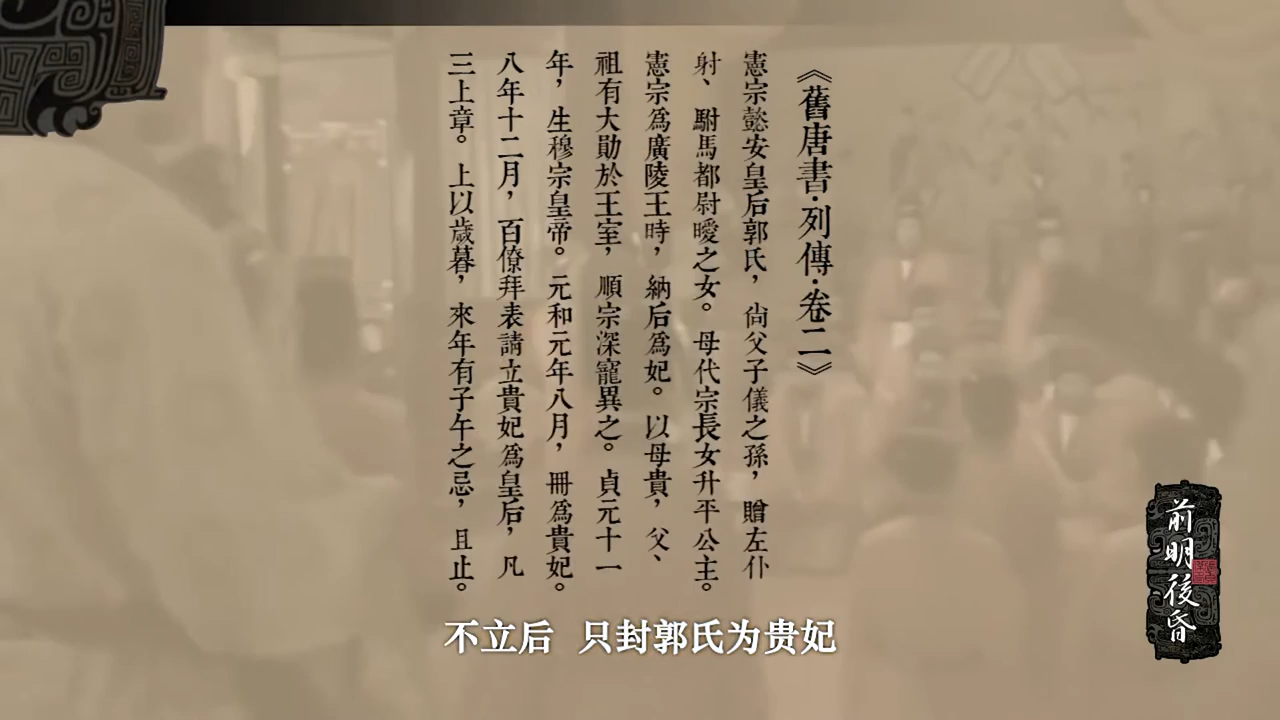 《舊唐書·列傳·卷二》
憲宗懿安皇后郭氏，尙父子儀之孫，贈左仆
射、駙馬都尉曖之女。母代宗長女升平公主。
憲宗爲廣陵王時，納后爲妃。以母貴，父、
祖有大勛於王室，順宗深寵異之。貞元十一
年，生穆宗皇帝。元和元年八月，冊爲貴妃。
八年十二月，百僚拜表請立貴妃爲皇后，凡
三上章。上以歲暮，來年有子午之忌，且止。
不立后 只封郭氏为贵妃
前明後昏